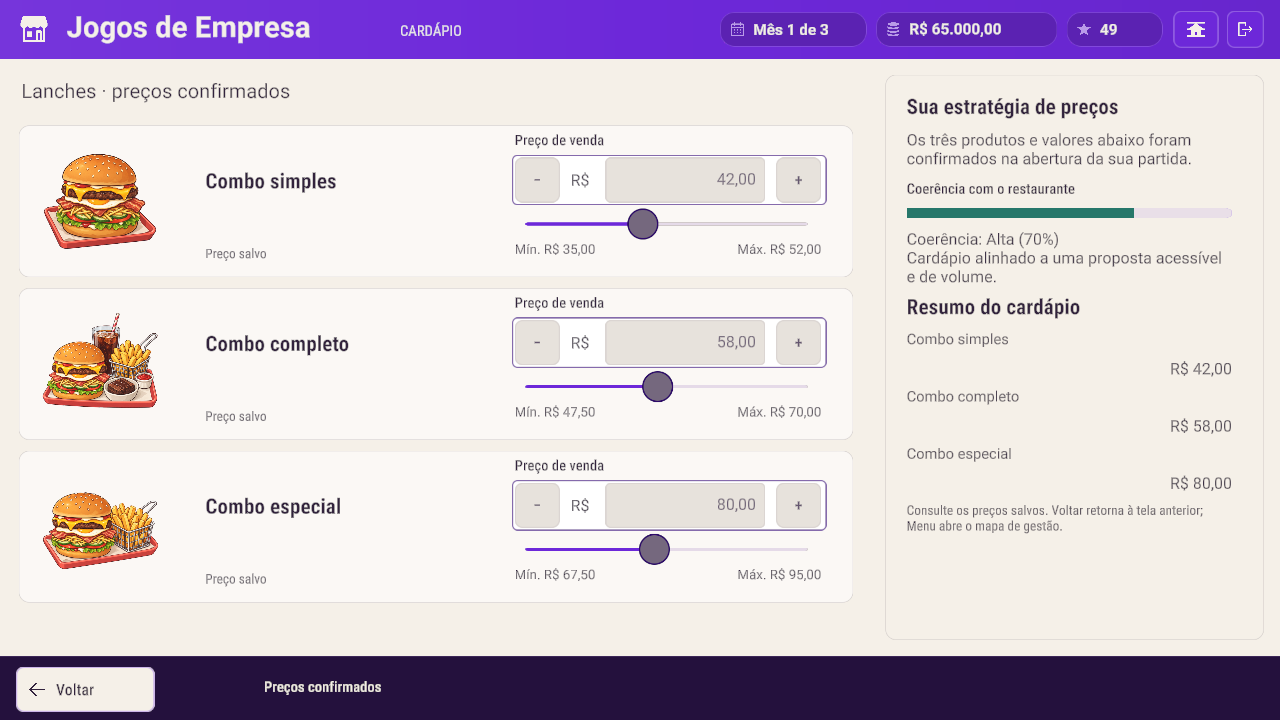 Jogos de Empresa
CARDÁPIO
Mês 1 de 3
R$ 65.000,00
49
Lanches · preços confirmados
Combo simples
Preço salvo
Preço de venda
-
R$
42,00
+
Mín. R$ 35,00
Máx. R$ 52,00
Combo completo
Preço salvo
Preço de venda
-
R$
58,00
+
Mín. R$ 47,50
Máx. R$ 70,00
Combo especial
Preço salvo
Preço de venda
-
R$
80,00
+
Mín. R$ 67,50
Máx. R$ 95,00
Sua estratégia de preços
Os três produtos e valores abaixo foram
confirmados na abertura da sua partida.
Coerência com o restaurante
Coerência: Alta (70%)
Cardápio alinhado a uma proposta acessível
e de volume.
Resumo do cardápio
Combo simples
R$ 42,00
Combo completo
R$ 58,00
Combo especial
R$ 80,00
Consulte os preços salvos. Voltar retorna à tela anterior;
Menu abre o mapa de gestão.
Voltar
Preços confirmados